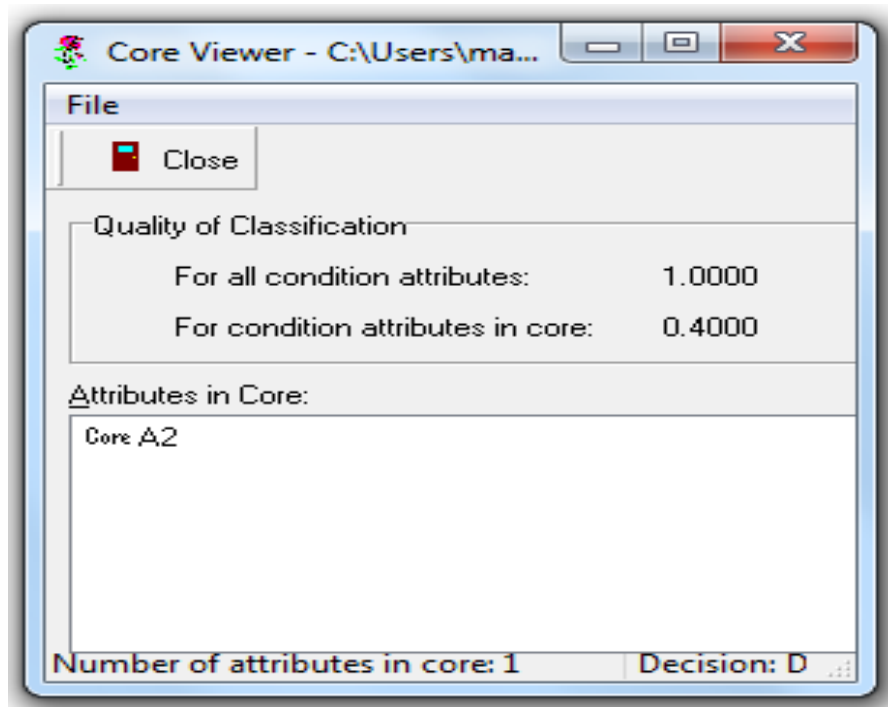 Core Viewer - C:\Users\ma...
File
Close
Quality of Classification
For all condition attributes: 1.0000
For condition attributes in core: 0.4000
Attributes in Core:
Core A2
Number of attributes in core: 1 Decision: D